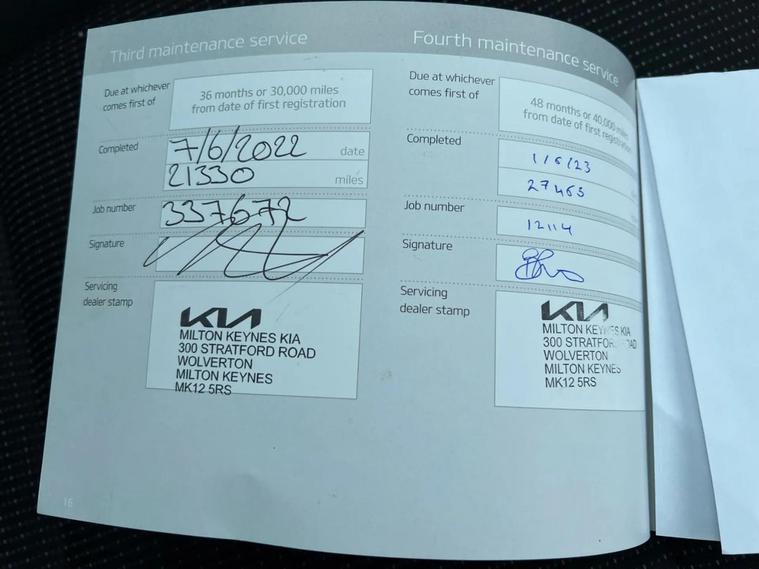 Third maintenance service
Due at whichever
comes first of
36 months or 30,000 miles
from date of first registration
Completed
7/6/2022 date
21330 miles
Job number
337672
Signature
Servicing
dealer stamp
KIA
MILTON KEYNES KIA
300 STRATFORD ROAD
WOLVERTON
MILTON KEYNES
MK12 5RS
16
Fourth maintenance service
Due at whichever
comes first of
48 months or 40,000 miles
from date of first registration
Completed
1/6/23
27465
Job number
12114
Signature
Servicing
dealer stamp
KIA
MILTON KEYNES KIA
300 STRATFORD ROAD
WOLVERTON
MILTON KEYNES
MK12 5RS